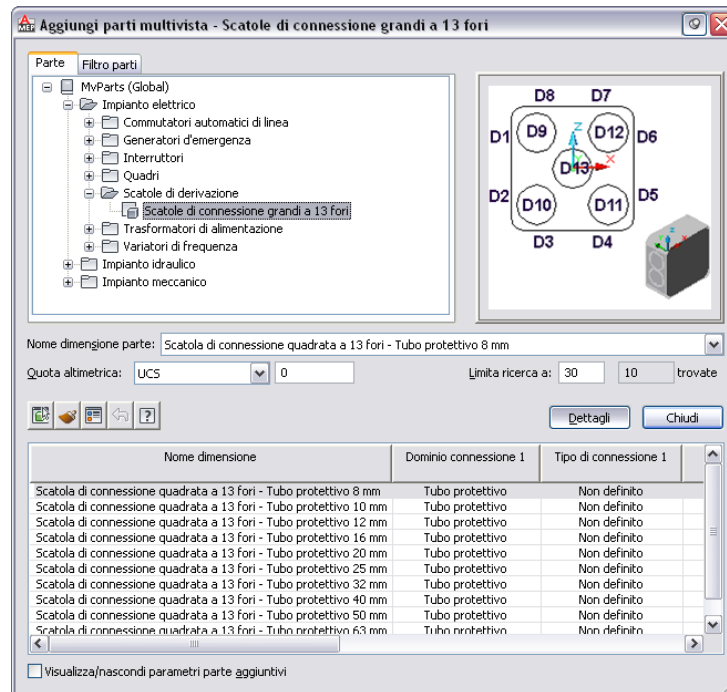 MEP Aggiungi parti multivista - Scatole di connessione grandi a 13 fori
Parte Filtro parti
MvParts (Global)
Impianto elettrico
Commutatori automatici di linea
Generatori d'emergenza
Interruttori
Quadri
Scatole di derivazione
Scatole di connessione grandi a 13 fori
Trasformatori di alimentazione
Variatori di frequenza
Impianto idraulico
Impianto meccanico
D8 D7
D1 D9 Z D12 D6
D13 X
D2 D10 D11 D5
D3 D4
Nome dimensione parte: Scatola di connessione quadrata a 13 fori - Tubo protettivo 8 mm
Quota altimetrica: UCS 0 Limita ricerca a: 30 10 trovate
Dettagli Chiudi
Nome dimensione Dominio connessione 1 Tipo di connessione 1
Scatola di connessione quadrata a 13 fori - Tubo protettivo 8 mm Tubo protettivo Non definito
Scatola di connessione quadrata a 13 fori - Tubo protettivo 10 mm Tubo protettivo Non definito
Scatola di connessione quadrata a 13 fori - Tubo protettivo 12 mm Tubo protettivo Non definito
Scatola di connessione quadrata a 13 fori - Tubo protettivo 16 mm Tubo protettivo Non definito
Scatola di connessione quadrata a 13 fori - Tubo protettivo 20 mm Tubo protettivo Non definito
Scatola di connessione quadrata a 13 fori - Tubo protettivo 25 mm Tubo protettivo Non definito
Scatola di connessione quadrata a 13 fori - Tubo protettivo 32 mm Tubo protettivo Non definito
Scatola di connessione quadrata a 13 fori - Tubo protettivo 40 mm Tubo protettivo Non definito
Scatola di connessione quadrata a 13 fori - Tubo protettivo 50 mm Tubo protettivo Non definito
Scatola di connessione quadrata a 13 fori - Tubo protettivo 63 mm Tubo protettivo Non definito
Visualizza/nascondi parametri parte aggiuntivi